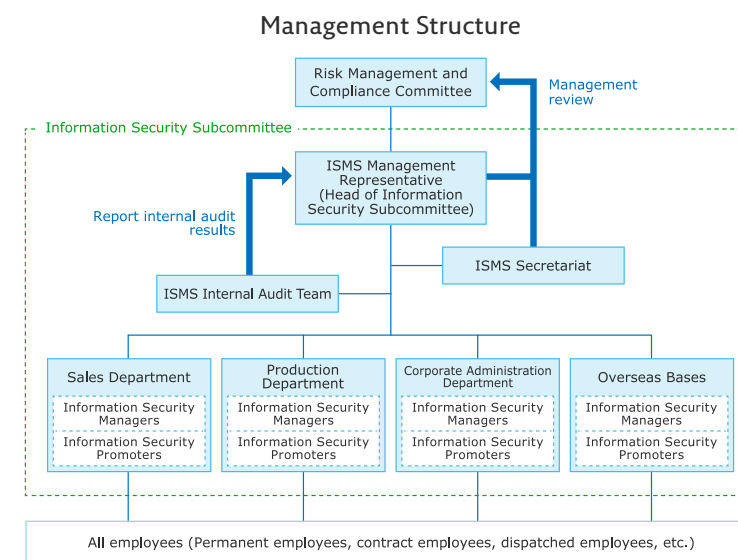 Management Structure
Risk Management and
Compliance Committee
Management
review
Information Security Subcommittee
ISMS Management
Representative
(Head of Information
Security Subcommittee)
Report internal audit
results
ISMS Secretariat
ISMS Internal Audit Team
Sales Department
Information Security
Managers
Information Security
Promoters
Production
Department
Information Security
Managers
Information Security
Promoters
Corporate Administration
Department
Information Security
Managers
Information Security
Promoters
Overseas Bases
Information Security
Managers
Information Security
Promoters
All employees (Permanent employees, contract employees, dispatched employees, etc.)